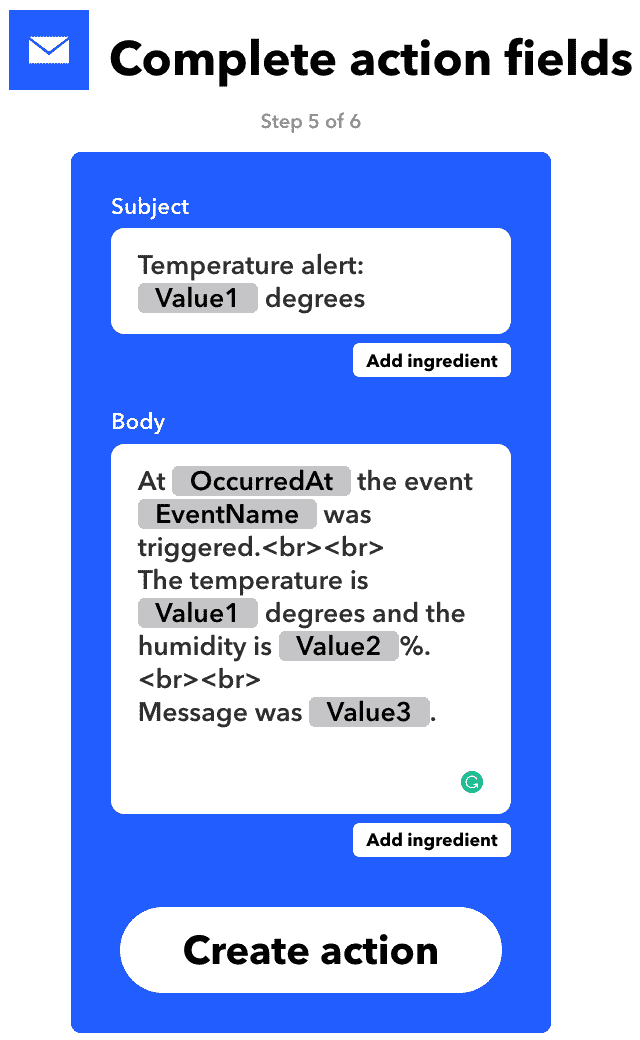 Complete action fields
Step 5 of 6
Subject
Temperature alert:
Value1 degrees
Add ingredient
Body
At OccurredAt the event
EventName was
triggered.<br><br>
The temperature is
Value1 degrees and the
humidity is Value2 %.
<br><br>
Message was Value3 .
Add ingredient
Create action